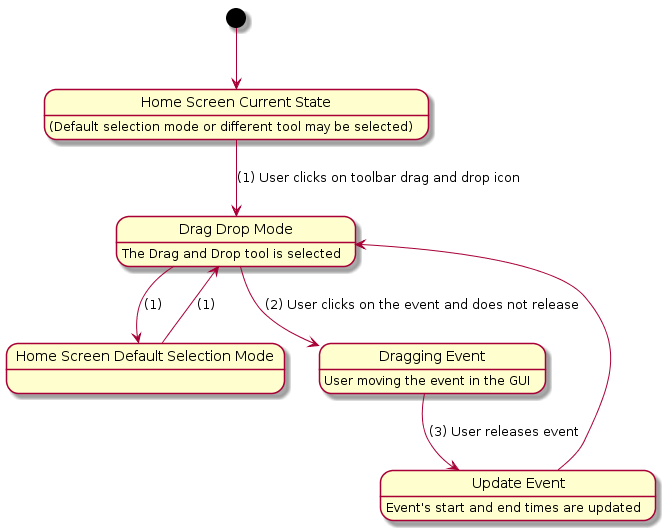 Home Screen Current State
(Default selection mode or different tool may be selected)
(1) User clicks on toolbar drag and drop icon
Drag Drop Mode
The Drag and Drop tool is selected
(1)
(1)
(2) User clicks on the event and does not release
Home Screen Default Selection Mode
Dragging Event
User moving the event in the GUI
(3) User releases event
Update Event
Event's start and end times are updated